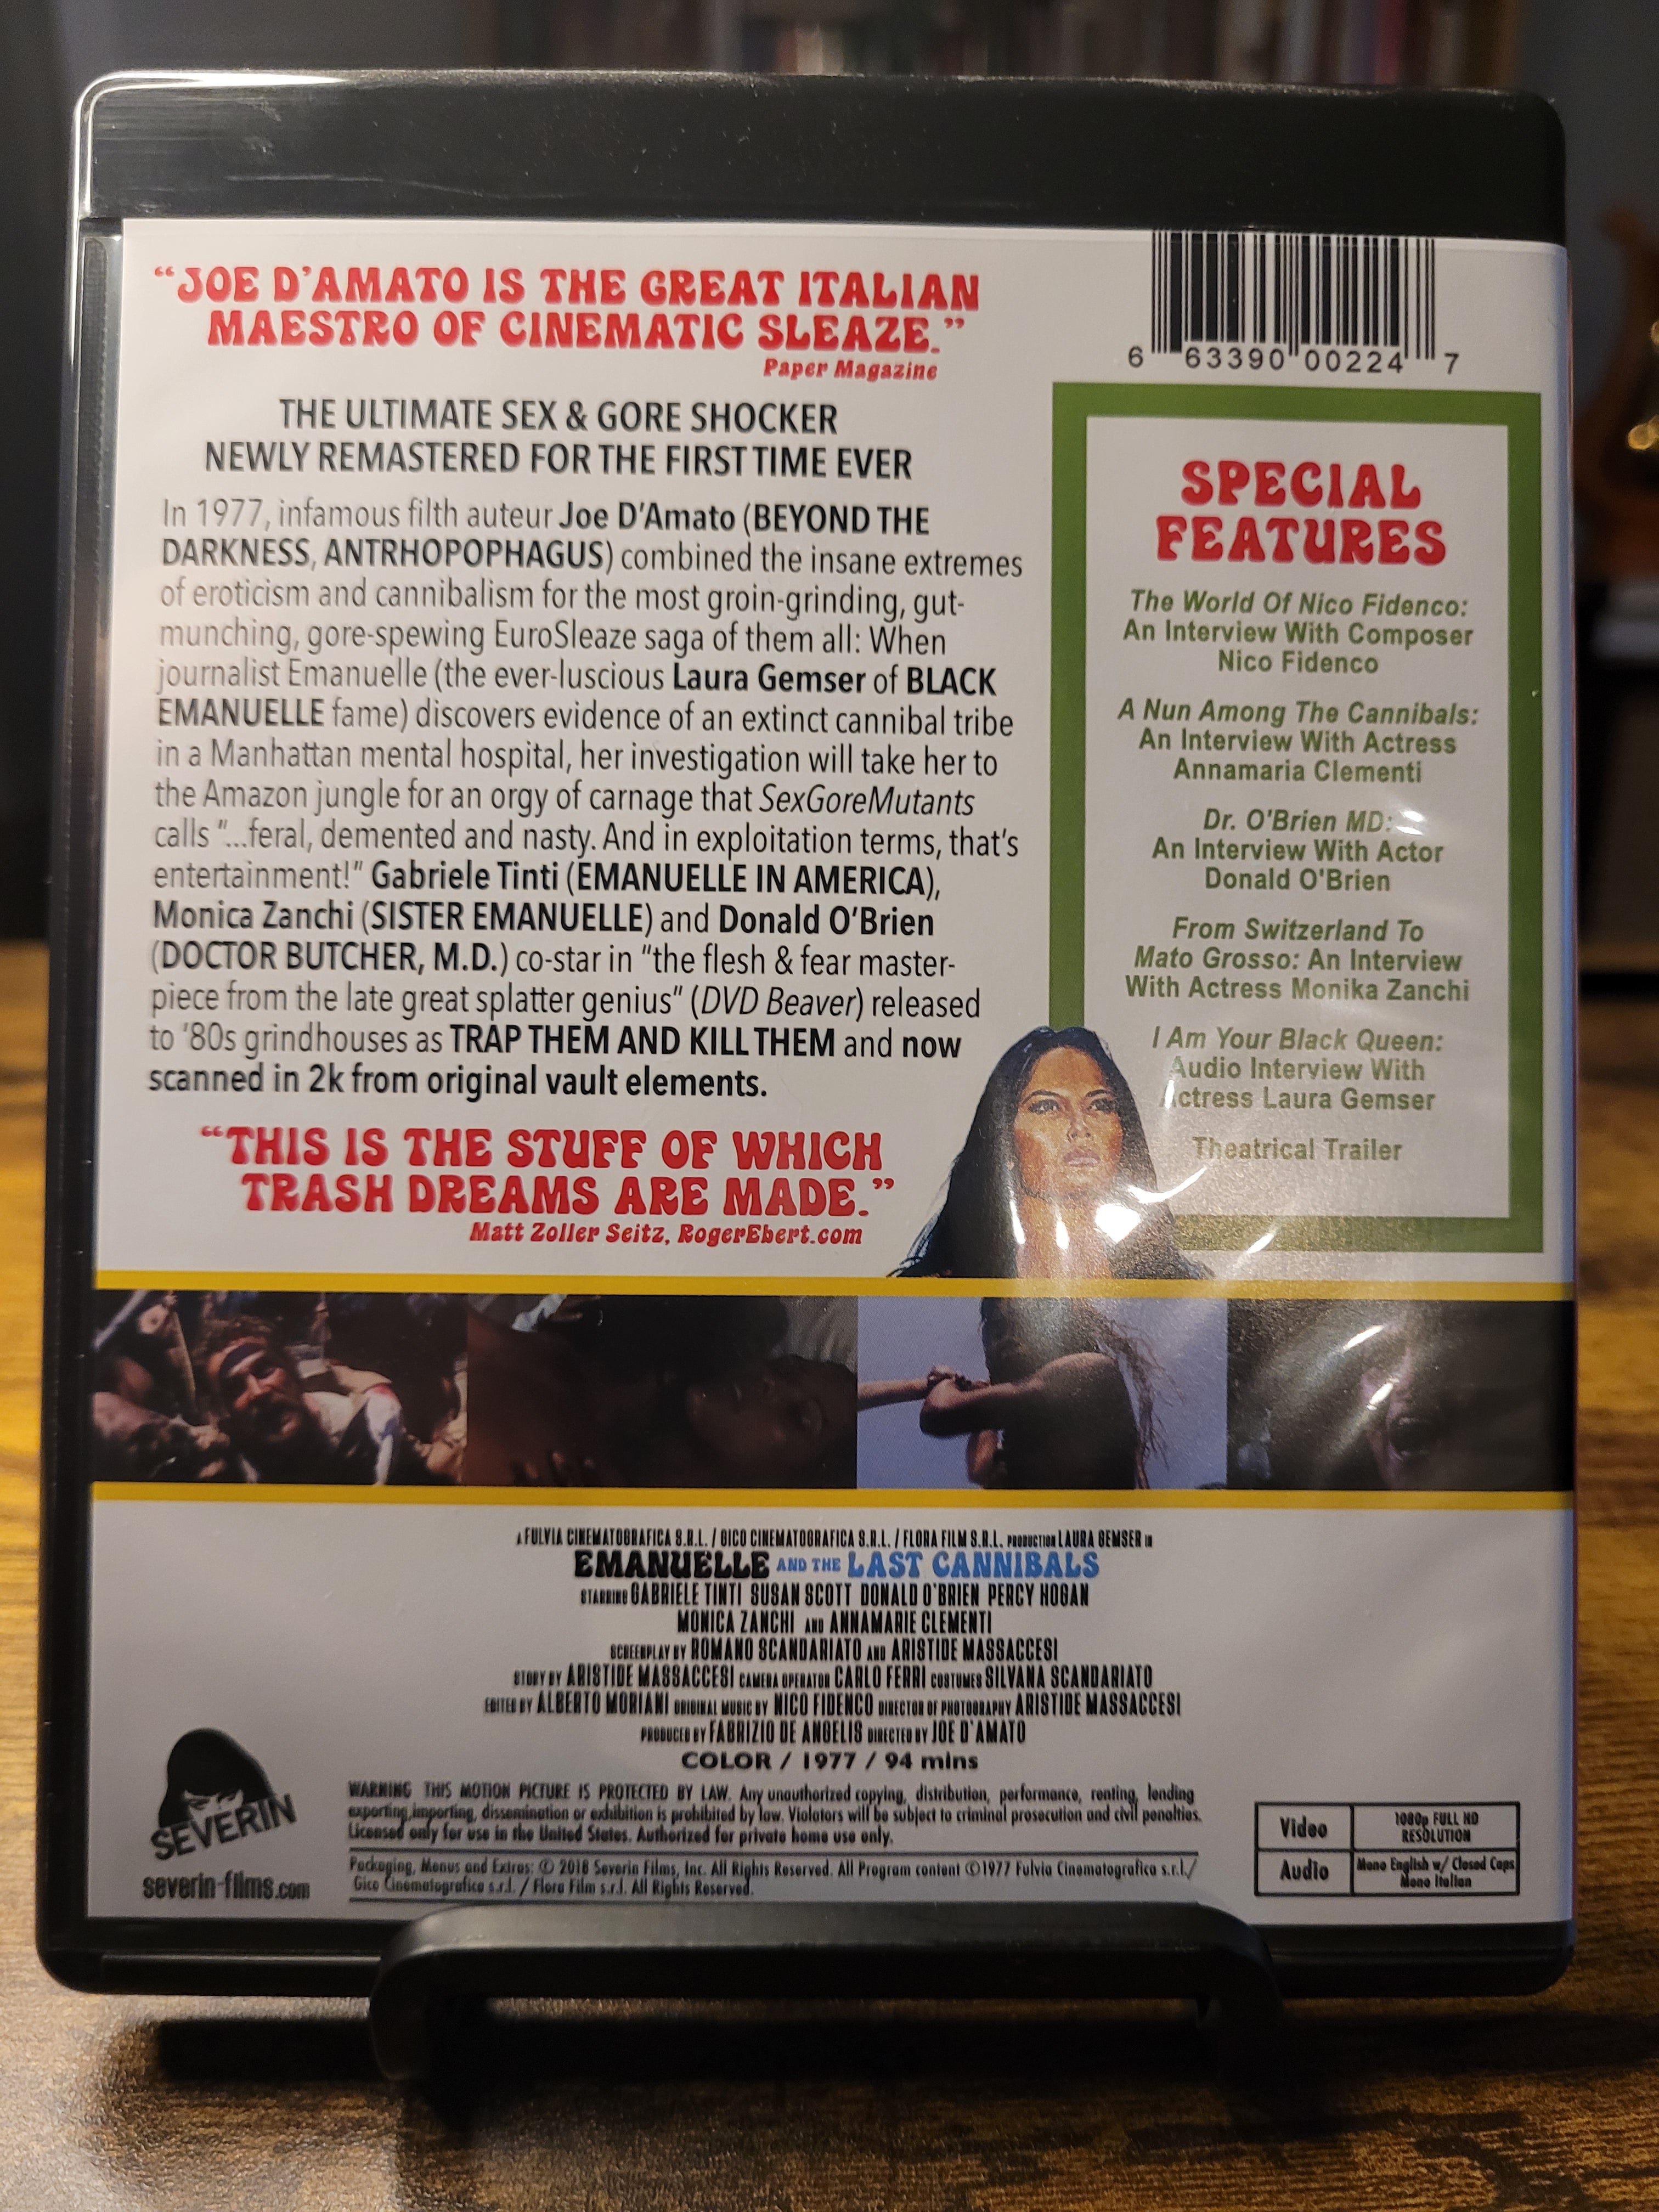 “JOE D’AMATO IS THE GREAT ITALIAN
MAESTRO OF CINEMATIC SLEAZE.”
Paper Magazine
THE ULTIMATE SEX & GORE SHOCKER
NEWLY REMASTERED FOR THE FIRST TIME EVER
In 1977, infamous filth auteur Joe D’Amato (BEYOND THE
DARKNESS, ANTRHOPOPHAGUS) combined the insane extremes
of eroticism and cannibalism for the most groin-grinding, gut-
munching, gore-spewing EuroSleaze saga of them all: When
journalist Emanuelle (the ever-luscious Laura Gemser of BLACK
EMANUELLE fame) discovers evidence of an extinct cannibal tribe
in a Manhattan mental hospital, her investigation will take her to
the Amazon jungle for an orgy of carnage that SexGoreMutants
calls “...feral, demented and nasty. And in exploitation terms, that’s
entertainment!” Gabriele Tinti (EMANUELLE IN AMERICA),
Monica Zanchi (SISTER EMANUELLE) and Donald O’Brien
(DOCTOR BUTCHER, M.D.) co-star in “the flesh & fear master-
piece from the late great splatter genius” (DVD Beaver) released
to ‘80s grindhouses as TRAP THEM AND KILL THEM and now
scanned in 2k from original vault elements.
“THIS IS THE STUFF OF WHICH
TRASH DREAMS ARE MADE.”
Matt Zoller Seitz, RogerEbert.com
6 63390 00224 7
SPECIAL
FEATURES
The World Of Nico Fidenco:
An Interview With Composer
Nico Fidenco
A Nun Among The Cannibals:
An Interview With Actress
Annamaria Clementi
Dr. O'Brien MD:
An Interview With Actor
Donald O'Brien
From Switzerland To
Mato Grosso: An Interview
With Actress Monika Zanchi
I Am Your Black Queen:
Audio Interview With
Actress Laura Gemser
Theatrical Trailer
A FULVIA CINEMATOGRAFICA S.R.L. / GICO CINEMATOGRAFICA S.R.L. / FLORA FILM S.R.L. PRODUCTION LAURA GEMSER IN
EMANUELLE AND THE LAST CANNIBALS
STARRING GABRIELE TINTI SUSAN SCOTT DONALD O'BRIEN PERCY HOGAN
MONICA ZANCHI AND ANNAMARIE CLEMENTI
SCREENPLAY BY ROMANO SCANDARIATO AND ARISTIDE MASSACCESI
STORY BY ARISTIDE MASSACCESI CAMERA OPERATOR CARLO FERRI COSTUMES SILVANA SCANDARIATO
EDITED BY ALBERTO MORIANI ORIGINAL MUSIC BY NICO FIDENCO DIRECTOR OF PHOTOGRAPHY ARISTIDE MASSACCESI
PRODUCED BY FABRIZIO DE ANGELIS DIRECTED BY JOE D'AMATO
COLOR / 1977 / 94 mins
WARNING THIS MOTION PICTURE IS PROTECTED BY LAW. Any unauthorized copying, distribution, performance, renting, lending
exporting,importing, dissemination or exhibition is prohibited by law. Violators will be subject to criminal prosecution and civil penalties.
Licensed only for use in the United States. Authorized for private home use only.
Packaging, Menus and Extras: © 2018 Severin Films, Inc. All Rights Reserved. All Program content ©1977 Fulvia Cinematografica s.r.l./
Gico Cinematografica s.r.l. / Flora Film s.r.l. All Rights Reserved.
SEVERIN
severin-films.com
Video 1080p FULL HD
RESOLUTION
Audio Mono English w/ Closed Caps
Mono Italian